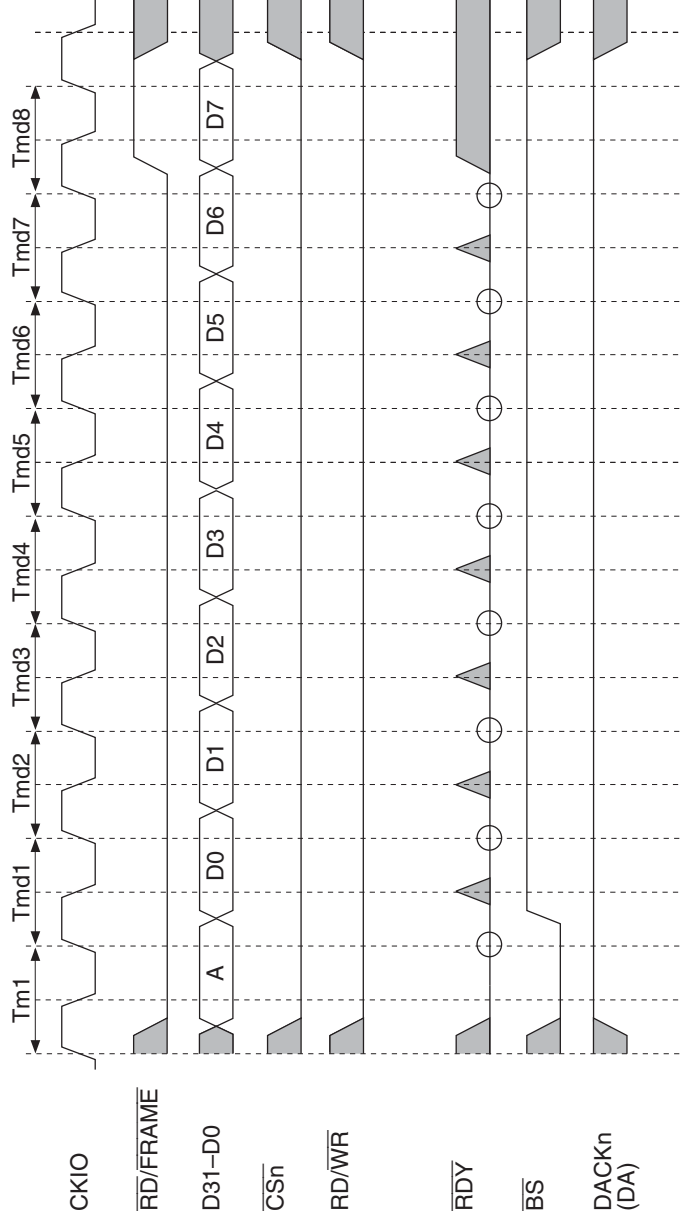 Tm1 Tmd1 Tmd2 Tmd3 Tmd4 Tmd5 Tmd6 Tmd7 Tmd8
CKIO
RD/FRAME
D31–D0 A D0 D1 D2 D3 D4 D5 D6 D7
CSn
RD/WR
RDY
BS
DACKn
(DA)